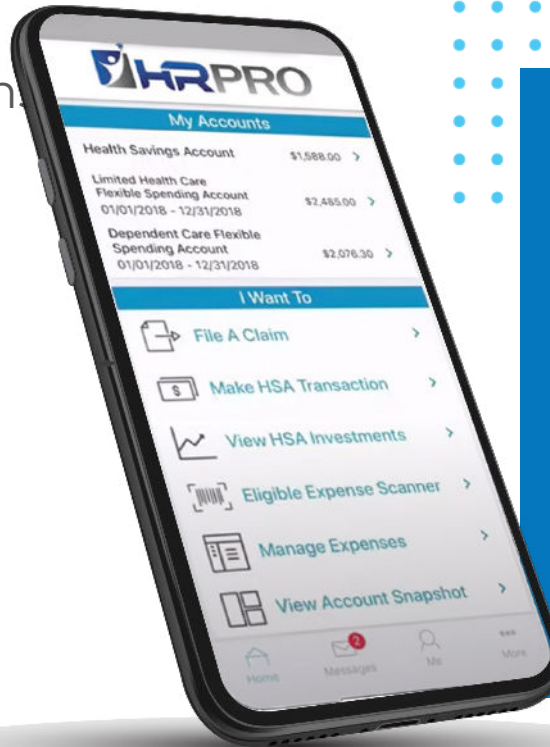 HRPRO
My Accounts
Health Savings Account $1,588.00 >
Limited Health Care
Flexible Spending Account $2,485.00 >
01/01/2018 - 12/31/2018
Dependent Care Flexible
Spending Account $2,076.30 >
01/01/2018 - 12/31/2018
I Want To
File A Claim >
$ Make HSA Transaction >
View HSA Investments >
Eligible Expense Scanner >
Manage Expenses >
View Account Snapshot >
2
Home Messages Me More